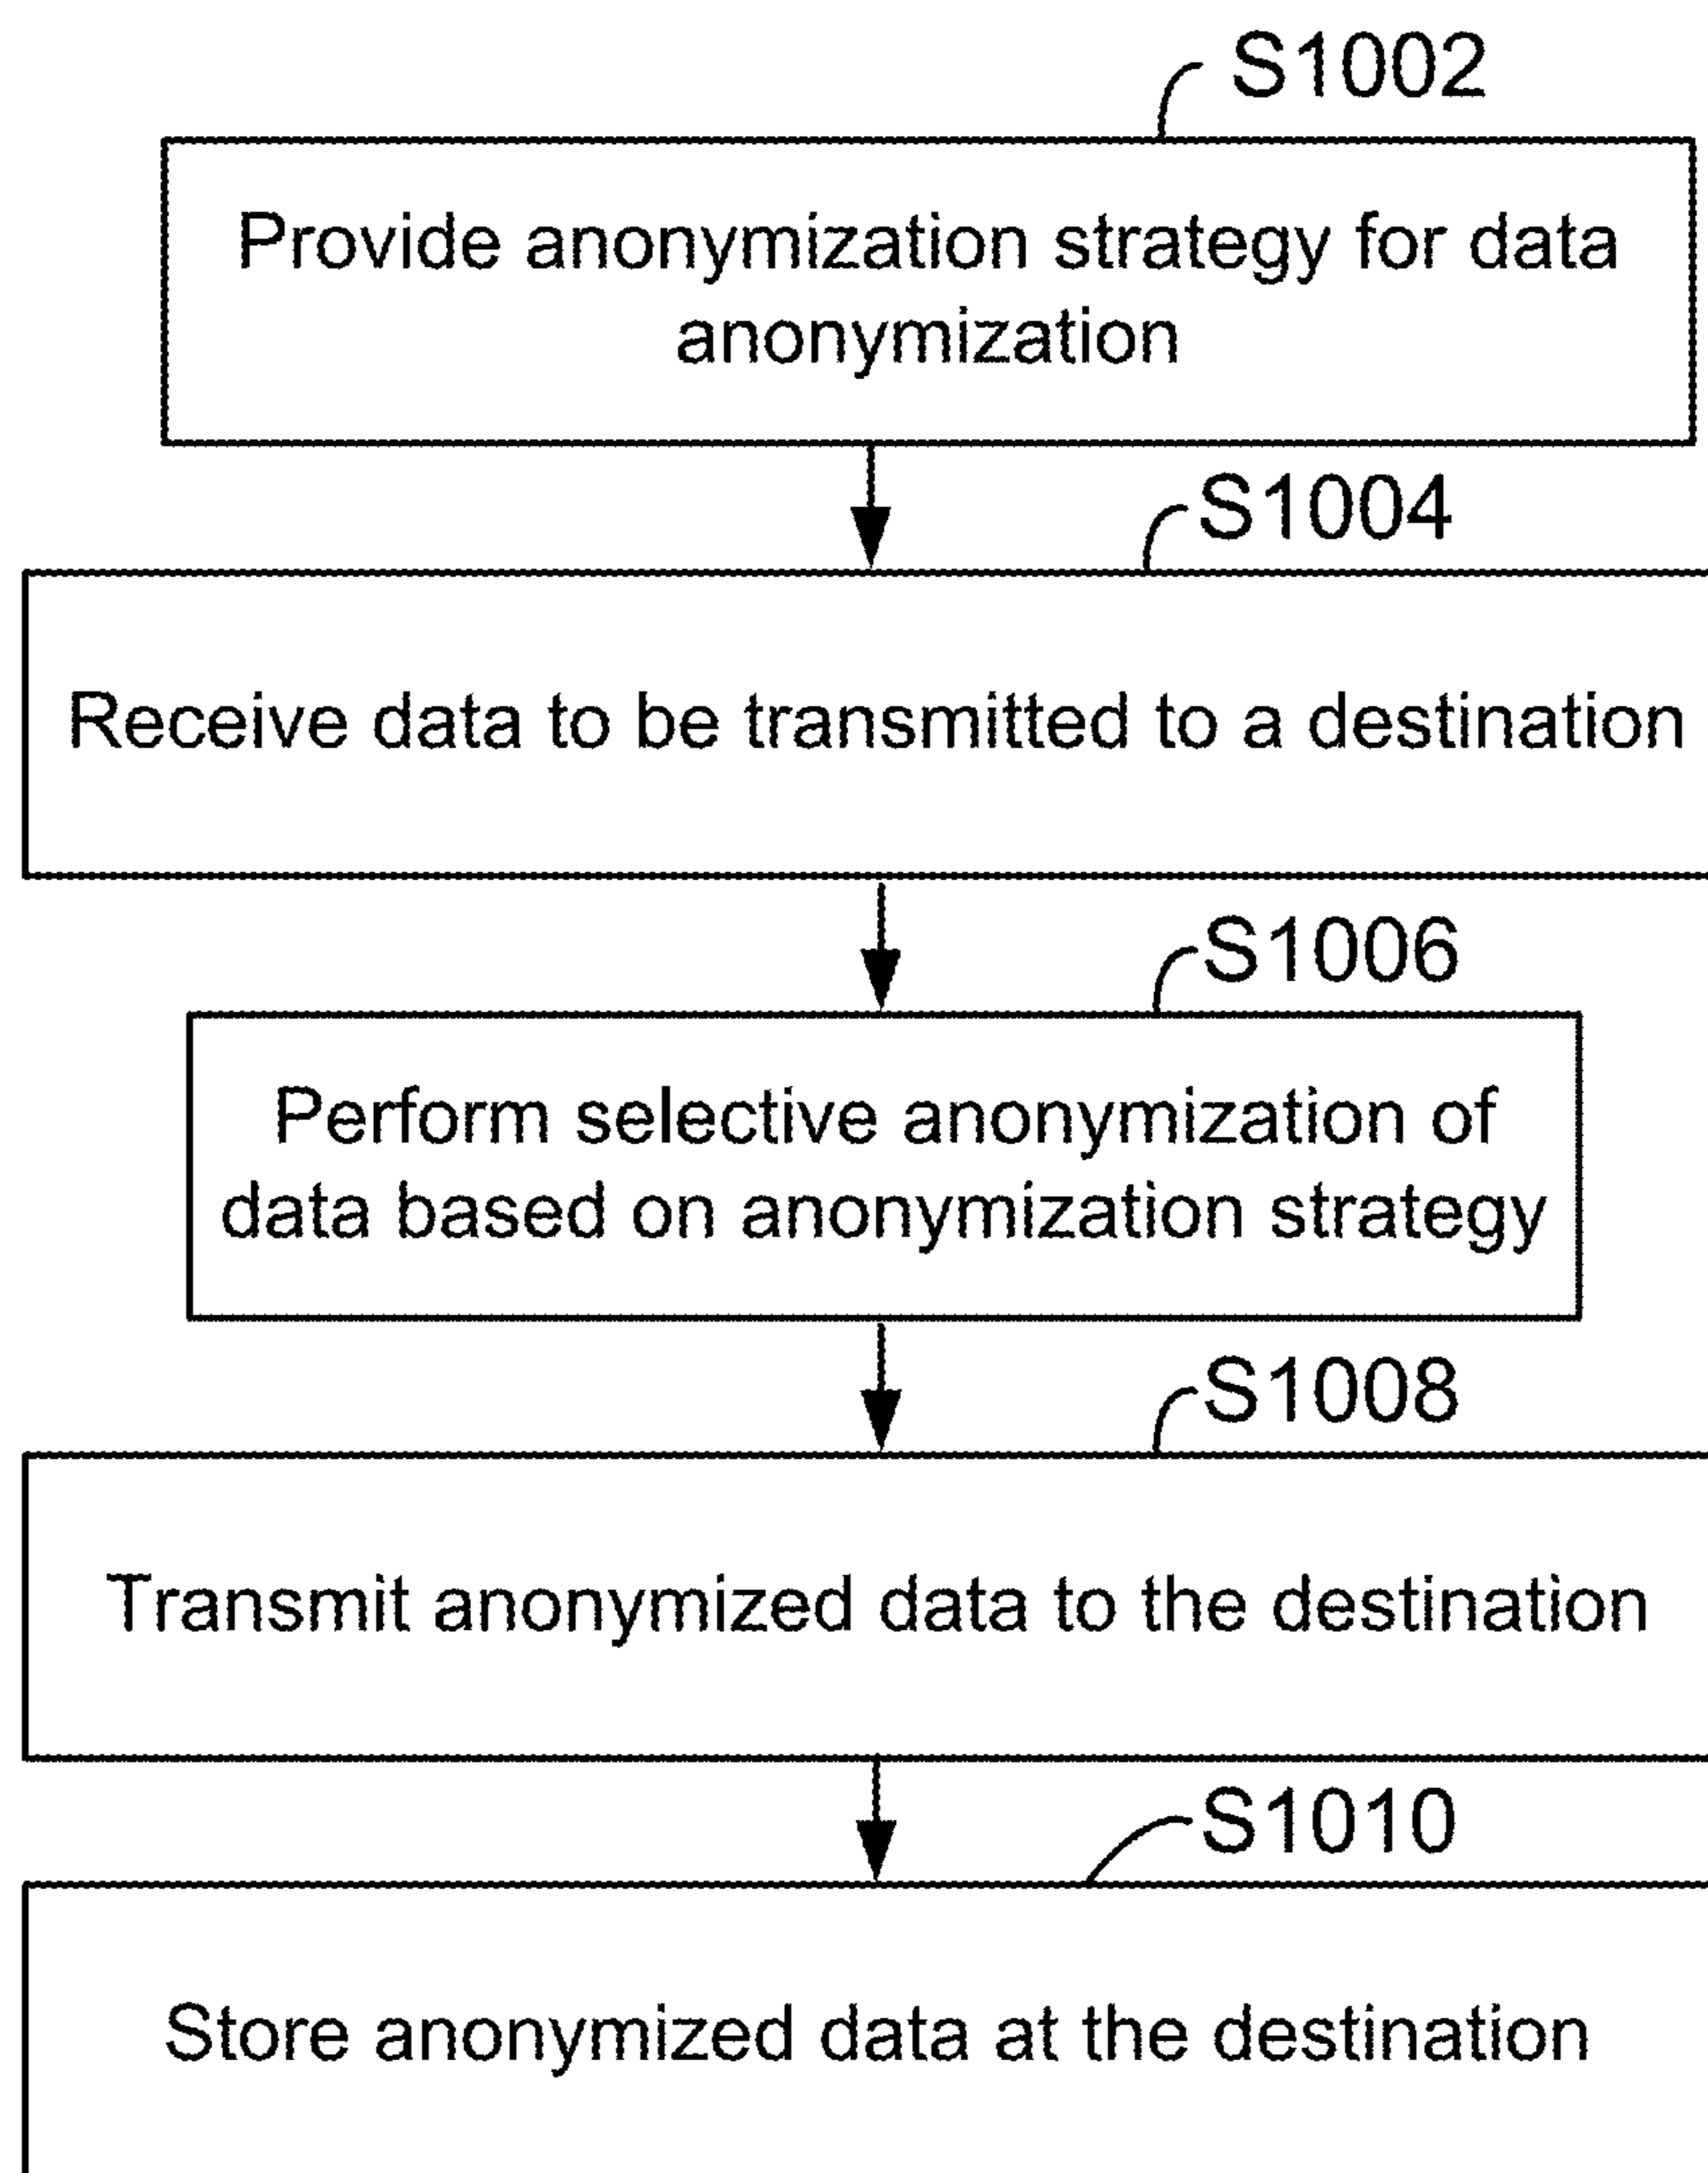 S1002
Provide anonymization strategy for data
anonymization
S1004
Receive data to be transmitted to a destination
S1006
Perform selective anonymization of
data based on anonymization strategy
S1008
Transmit anonymized data to the destination
S1010
Store anonymized data at the destination